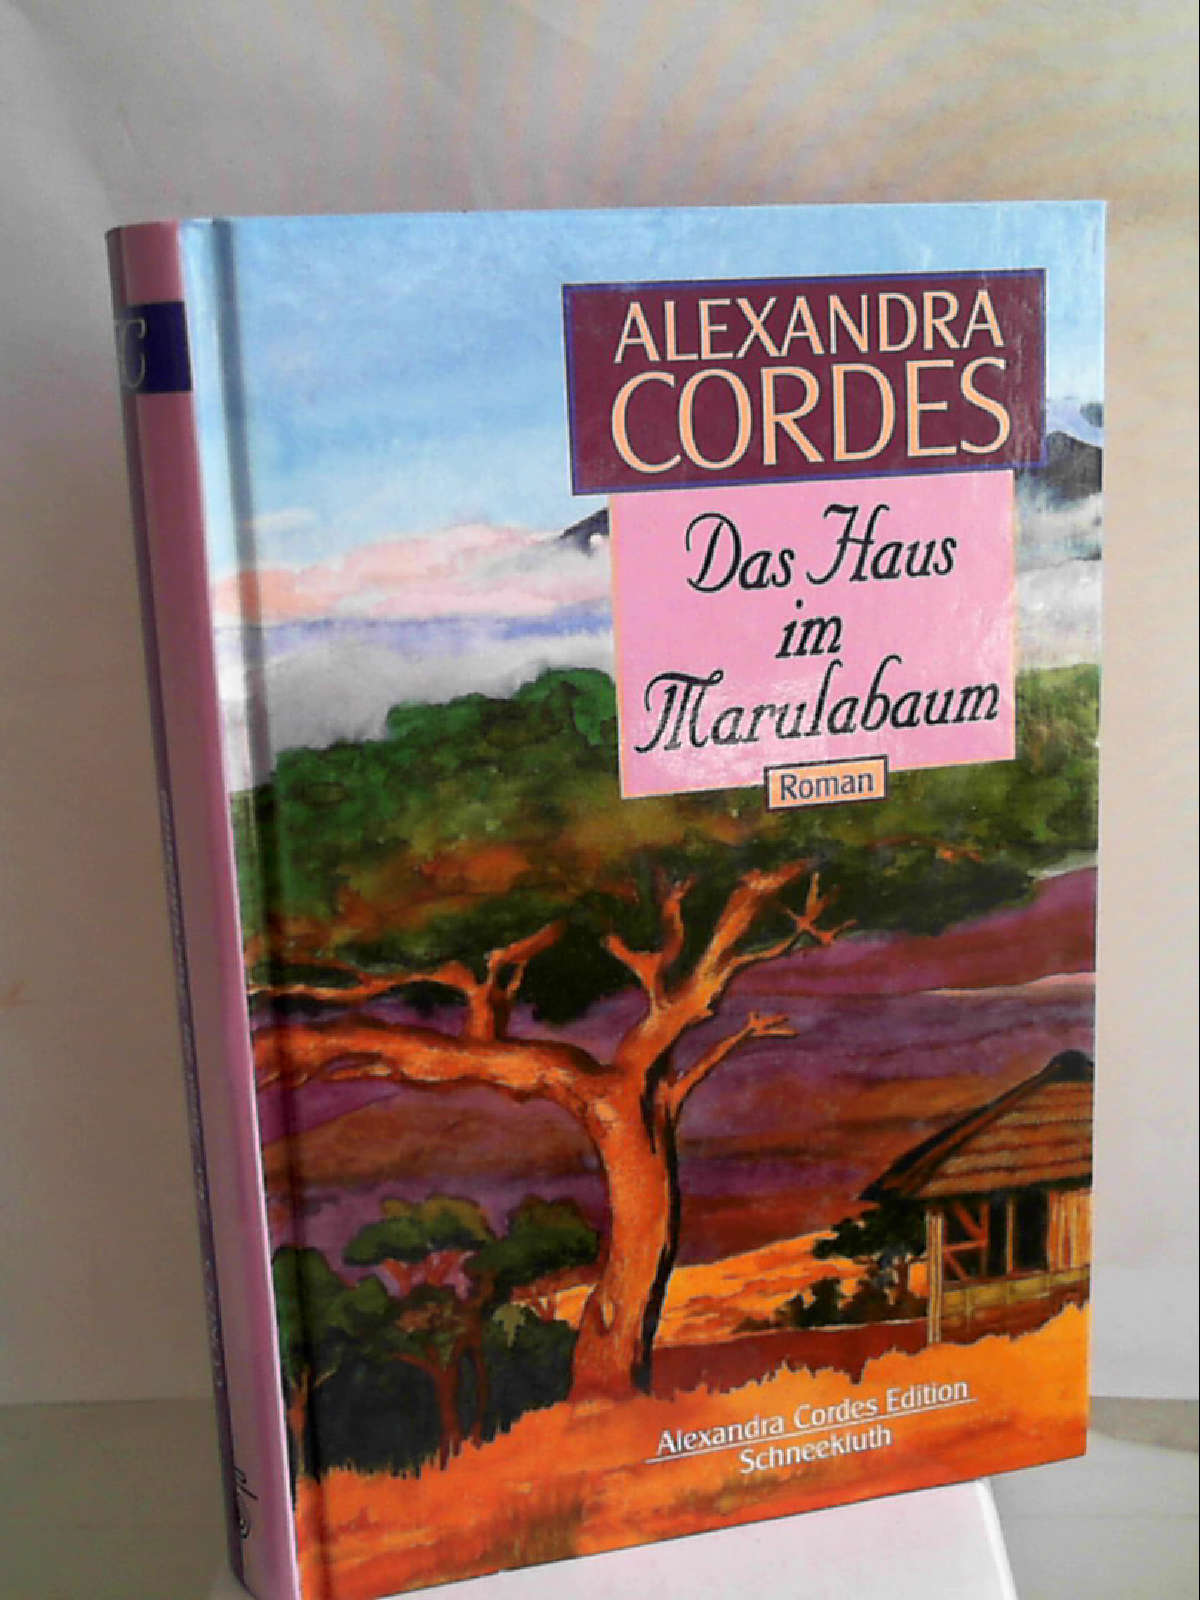 ALEXANDRA
CORDES
Das Haus
im
Marulabaum
Roman
Alexandra Cordes Edition
Schneekluth